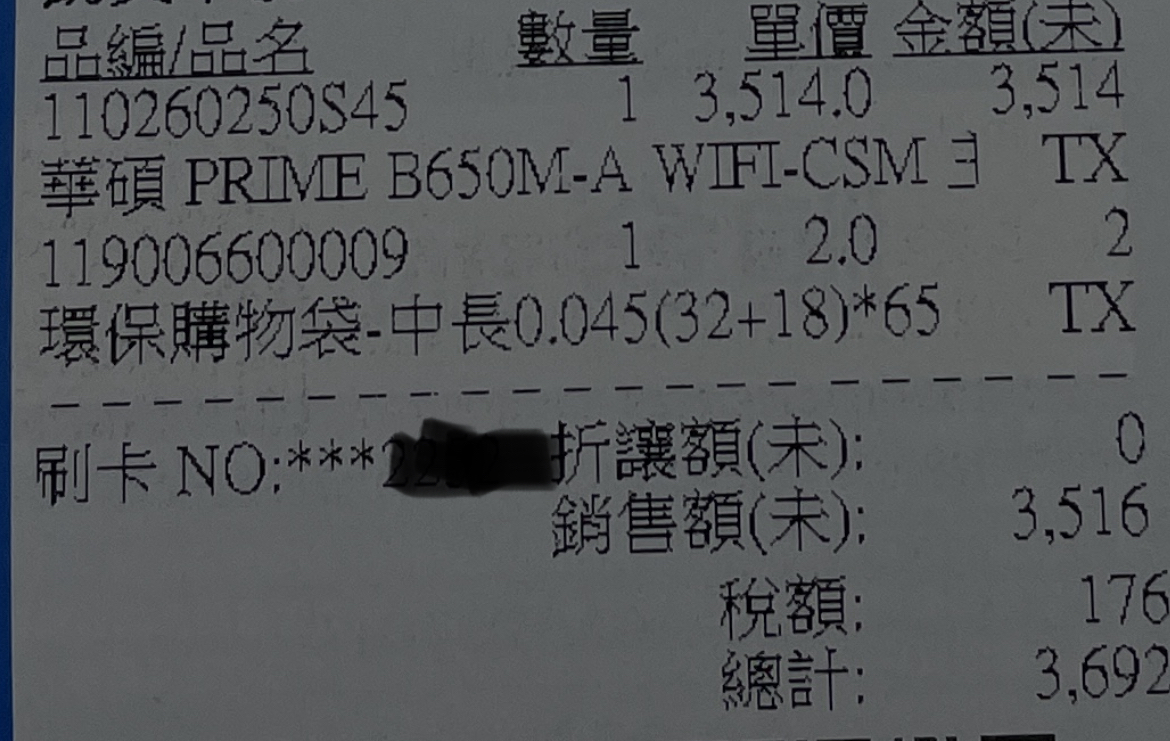 品編/品名 數量 單價 金額(未)
110260250S45 1 3,514.0 3,514
華碩 PRIME B650M-A WIFI-CSM TX
119006600009 1 2.0 2
環保購物袋-中長0.045(32+18)*65 TX
刷卡 NO:*** 折讓額(未): 0
銷售額(未): 3,516
稅額: 176
總計: 3,692